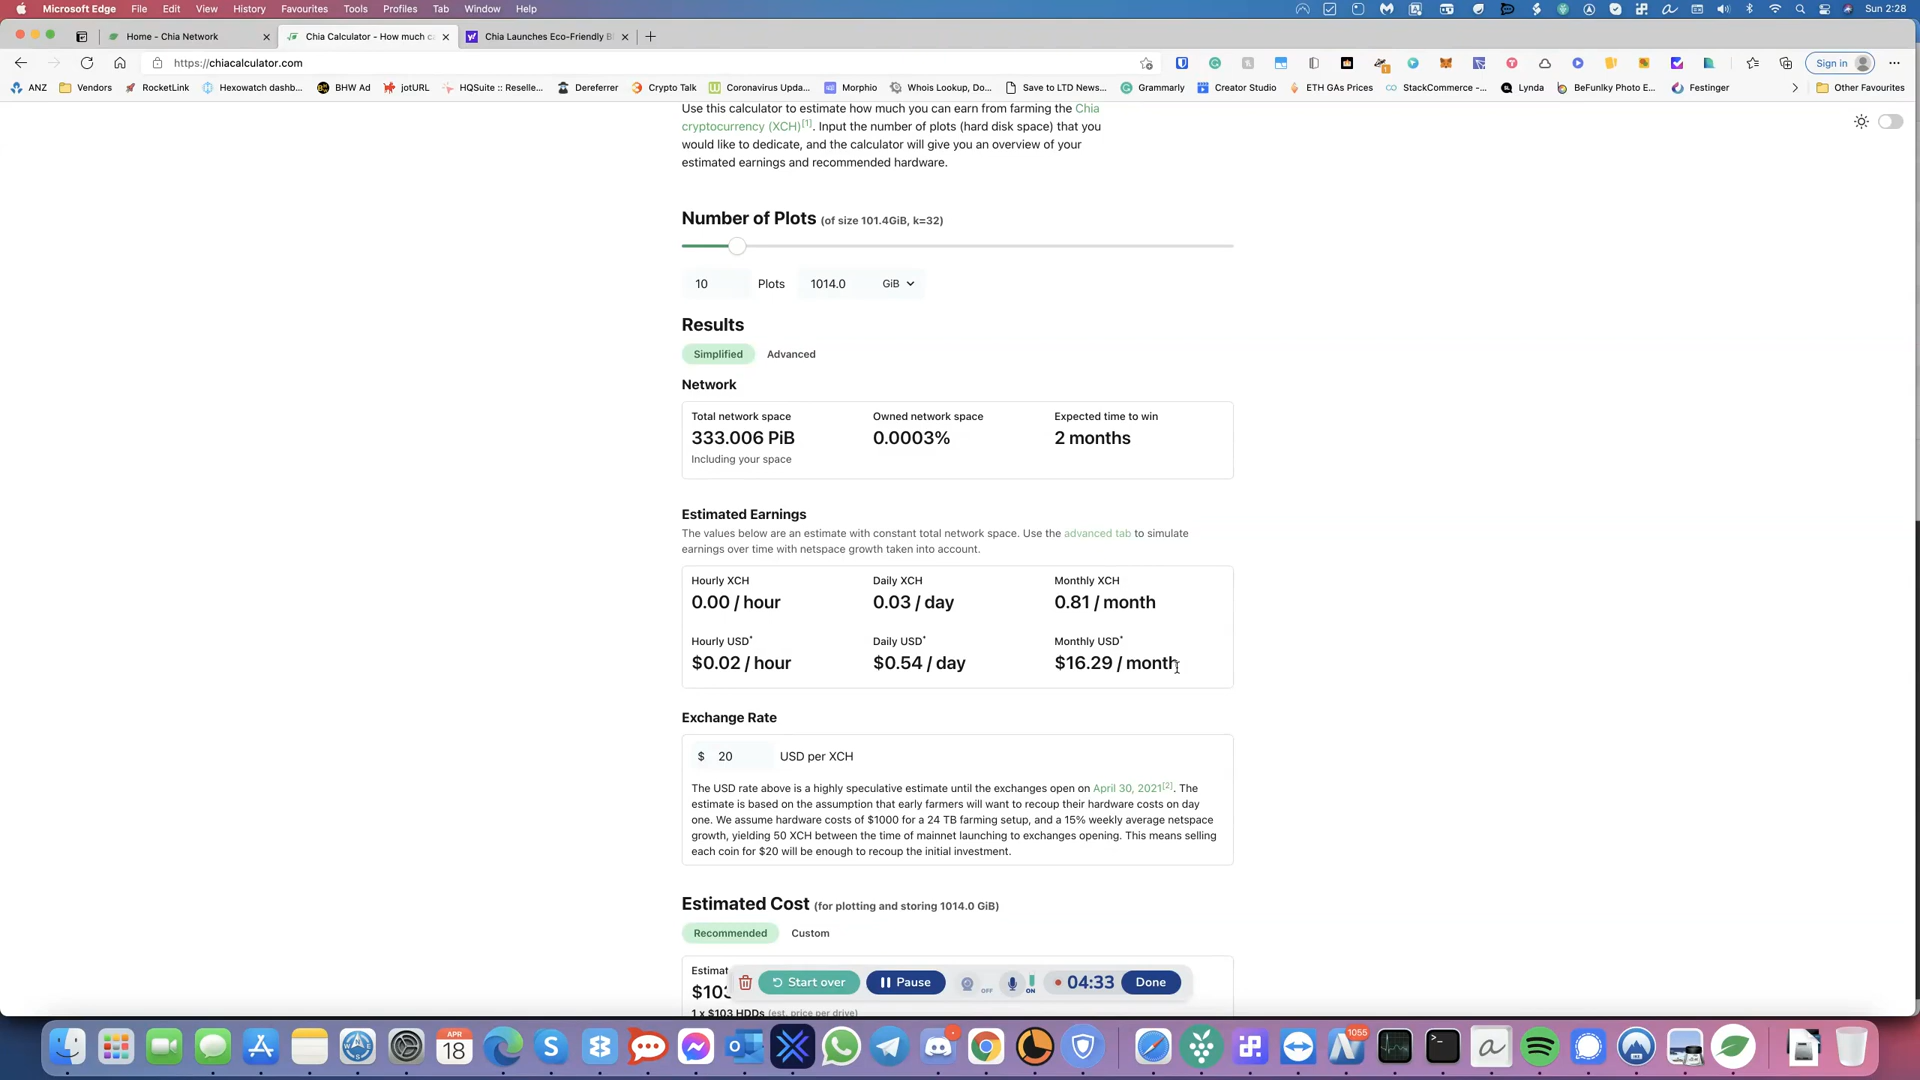 Microsoft Edge File Edit View History Favourites Tools Profiles Tab Window Help Sun 2:28
Home - Chia Network
Chia Calculator - How much c
Chia Launches Eco-Friendly B
https://chiacalculator.com
Sign in
ANZ Vendors RocketLink Hexowatch dashb... BHW Ad jotURL HQSuite :: Reselle... Dereferrer Crypto Talk Coronavirus Upda... Morphio Whois Lookup, Do... Save to LTD News... Grammarly Creator Studio ETH GAs Prices StackCommerce -... Lynda BeFunlky Photo E... Festinger Other Favourites
Use this calculator to estimate how much you can earn from farming the Chia
cryptocurrency (XCH)[1]. Input the number of plots (hard disk space) that you
would like to dedicate, and the calculator will give you an overview of your
estimated earnings and recommended hardware.
Number of Plots (of size 101.4GiB, k=32)
10 Plots 1014.0 GiB
Results
Simplified Advanced
Network
Total network space Owned network space Expected time to win
333.006 PiB 0.0003% 2 months
Including your space
Estimated Earnings
The values below are an estimate with constant total network space. Use the advanced tab to simulate
earnings over time with netspace growth taken into account.
Hourly XCH Daily XCH Monthly XCH
0.00 / hour 0.03 / day 0.81 / month
Hourly USD* Daily USD* Monthly USD*
$0.02 / hour $0.54 / day $16.29 / month
Exchange Rate
$ 20 USD per XCH
The USD rate above is a highly speculative estimate until the exchanges open on April 30, 2021[2]. The
estimate is based on the assumption that early farmers will want to recoup their hardware costs on day
one. We assume hardware costs of $1000 for a 24 TB farming setup, and a 15% weekly average netspace
growth, yielding 50 XCH between the time of mainnet launching to exchanges opening. This means selling
each coin for $20 will be enough to recoup the initial investment.
Estimated Cost (for plotting and storing 1014.0 GiB)
Recommended Custom
Estimat
$103
1 x $103 HDDs (est. price per drive)
Start over Pause OFF ON 04:33 Done
APR
18
1055